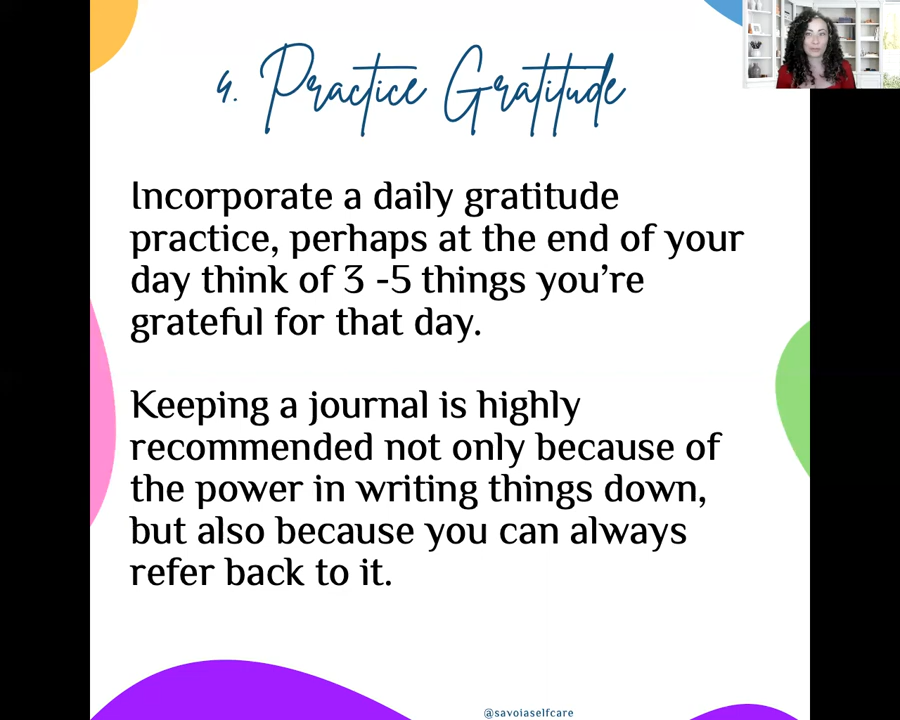 4. Practice Gratitude
Incorporate a daily gratitude
practice, perhaps at the end of your
day think of 3 -5 things you’re
grateful for that day.
Keeping a journal is highly
recommended not only because of
the power in writing things down,
but also because you can always
refer back to it.
@savoiaselfcare